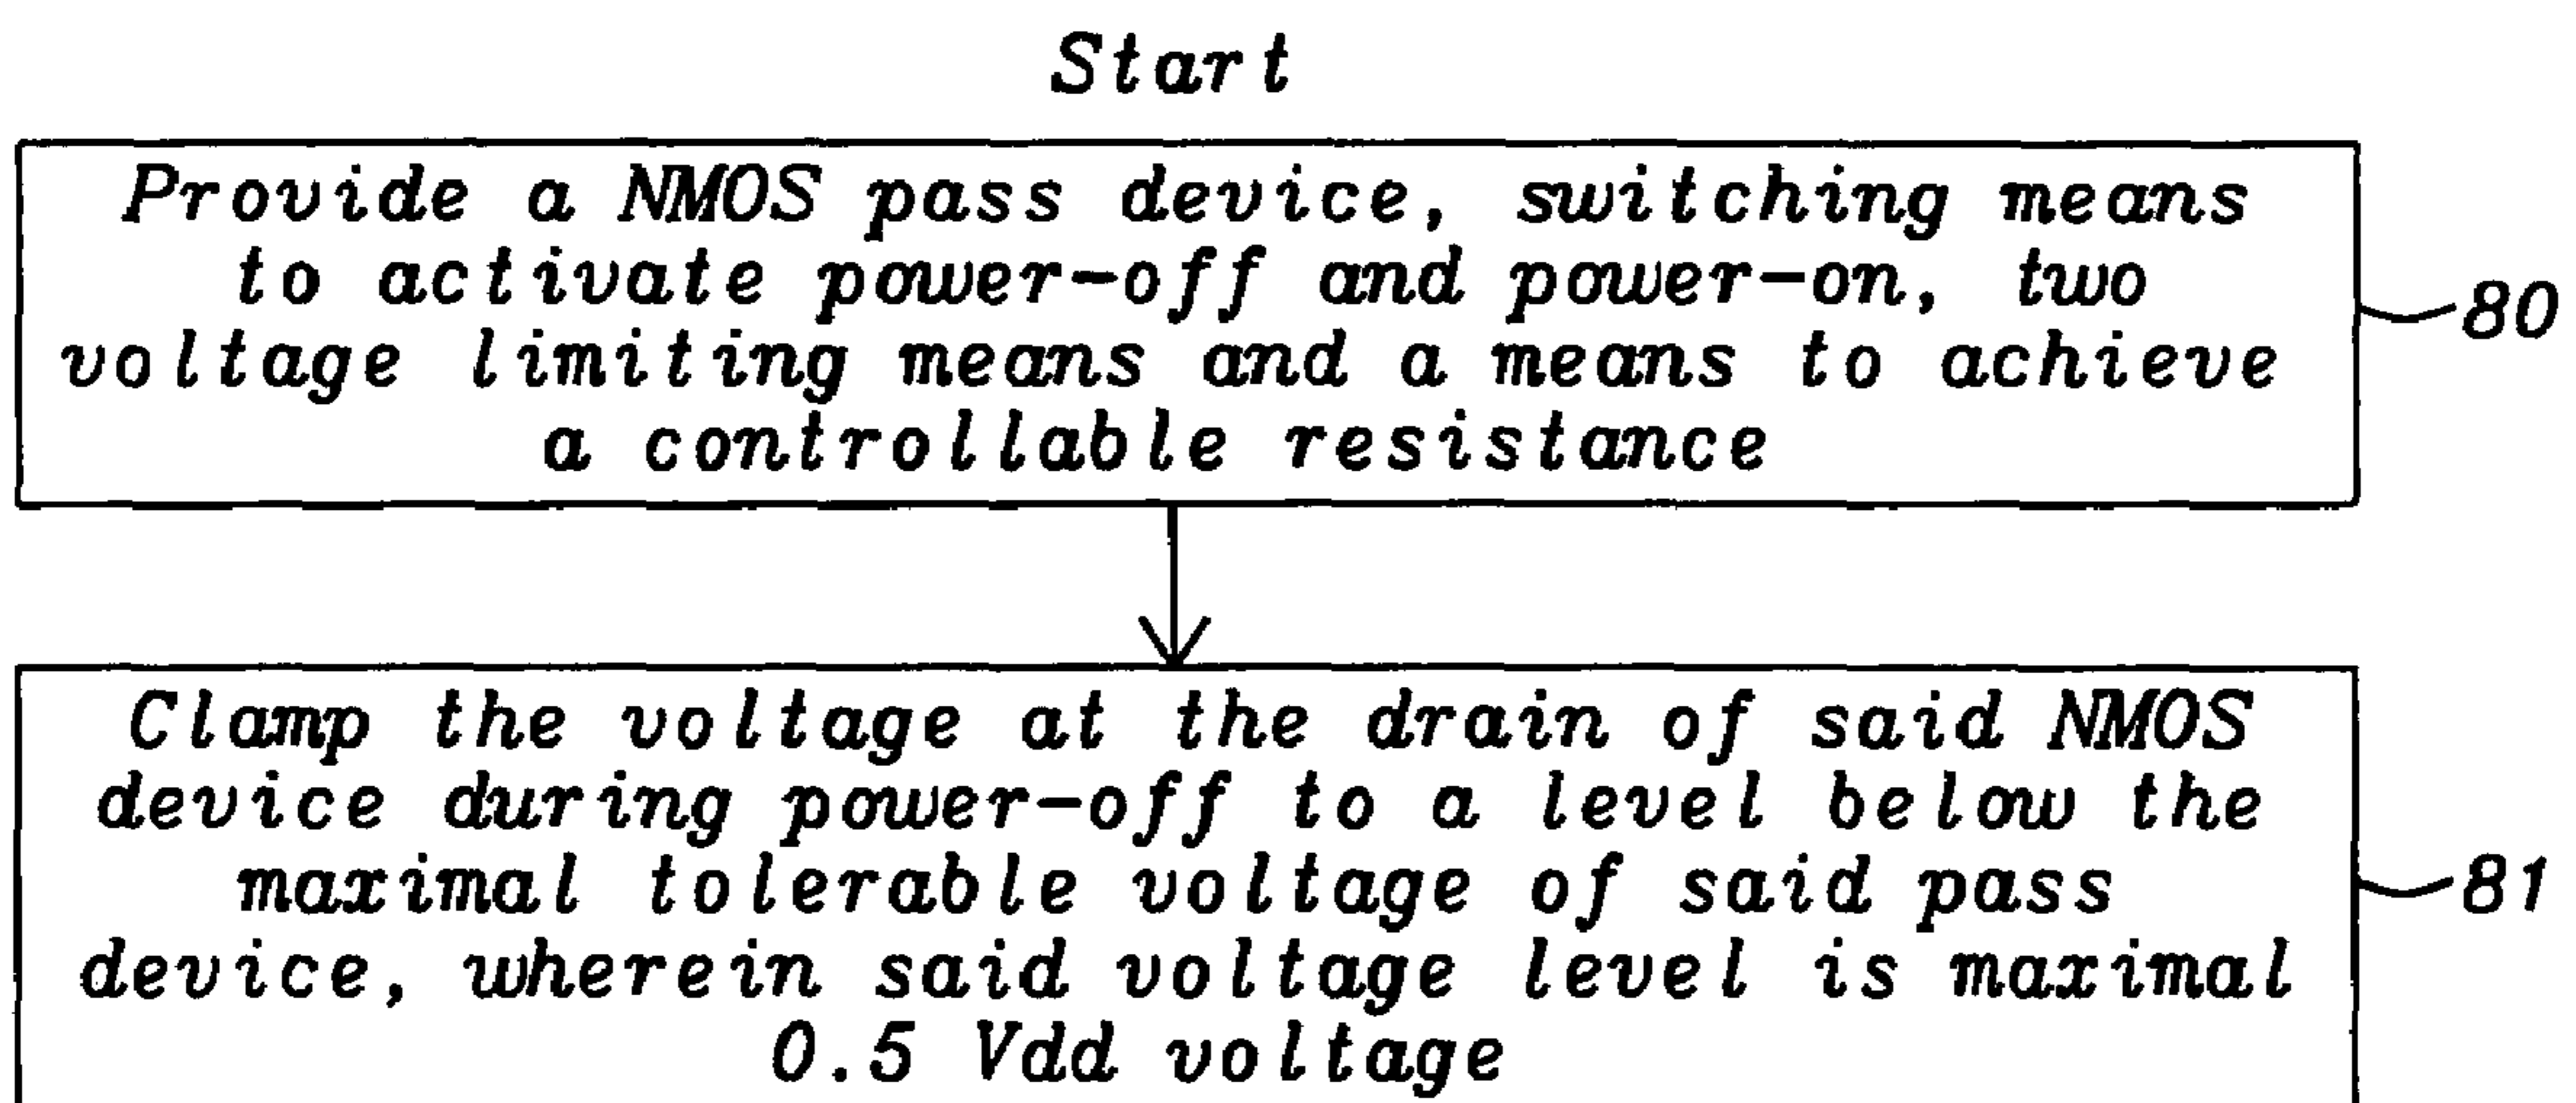 Start
Provide a NMOS pass device, switching means
to activate power-off and power-on, two
voltage limiting means and a means to achieve
a controllable resistance
80
Clamp the voltage at the drain of said NMOS
device during power-off to a level below the
maximal tolerable voltage of said pass
device, wherein said voltage level is maximal
0.5 Vdd voltage
81